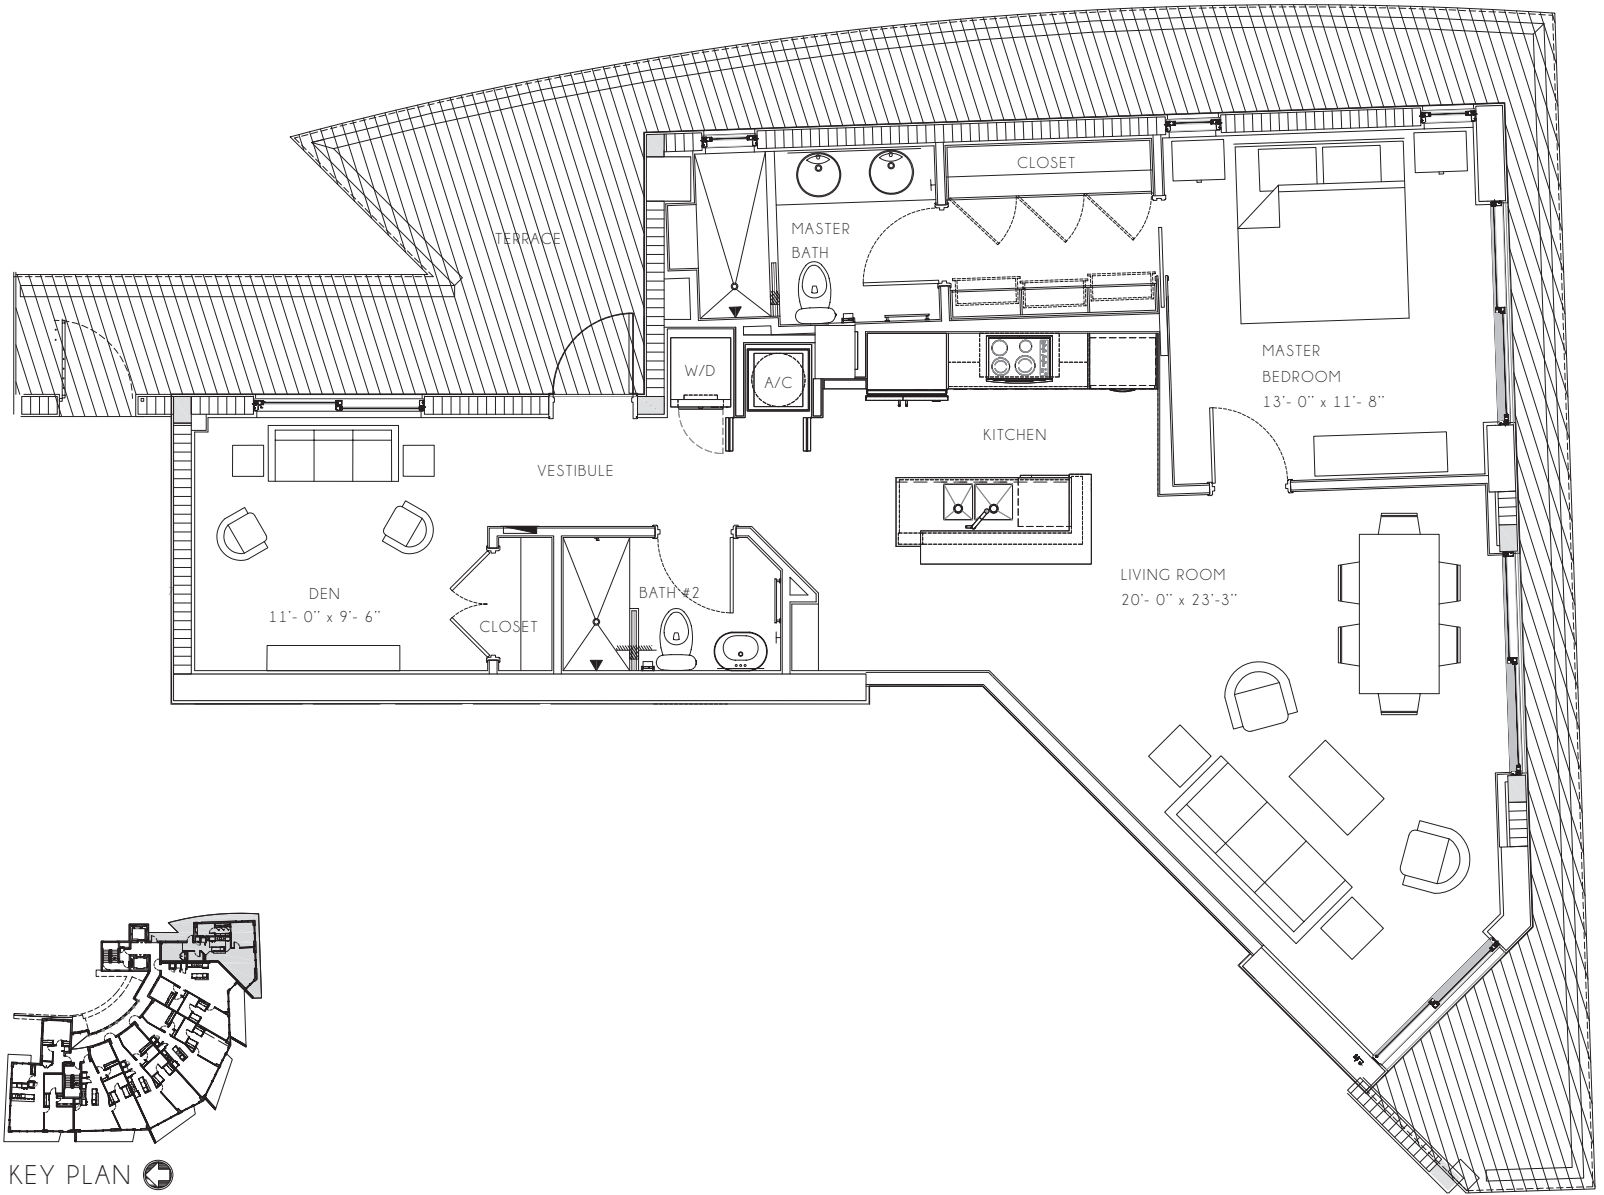 CLOSET
TERRACE
MASTER
BATH
W/D
A/C
MASTER
BEDROOM
13'- 0'' x 11'- 8''
KITCHEN
VESTIBULE
LIVING ROOM
20'- 0'' x 23'-3''
DEN
11'- 0'' x 9'- 6''
BATH #2
CLOSET
KEY PLAN